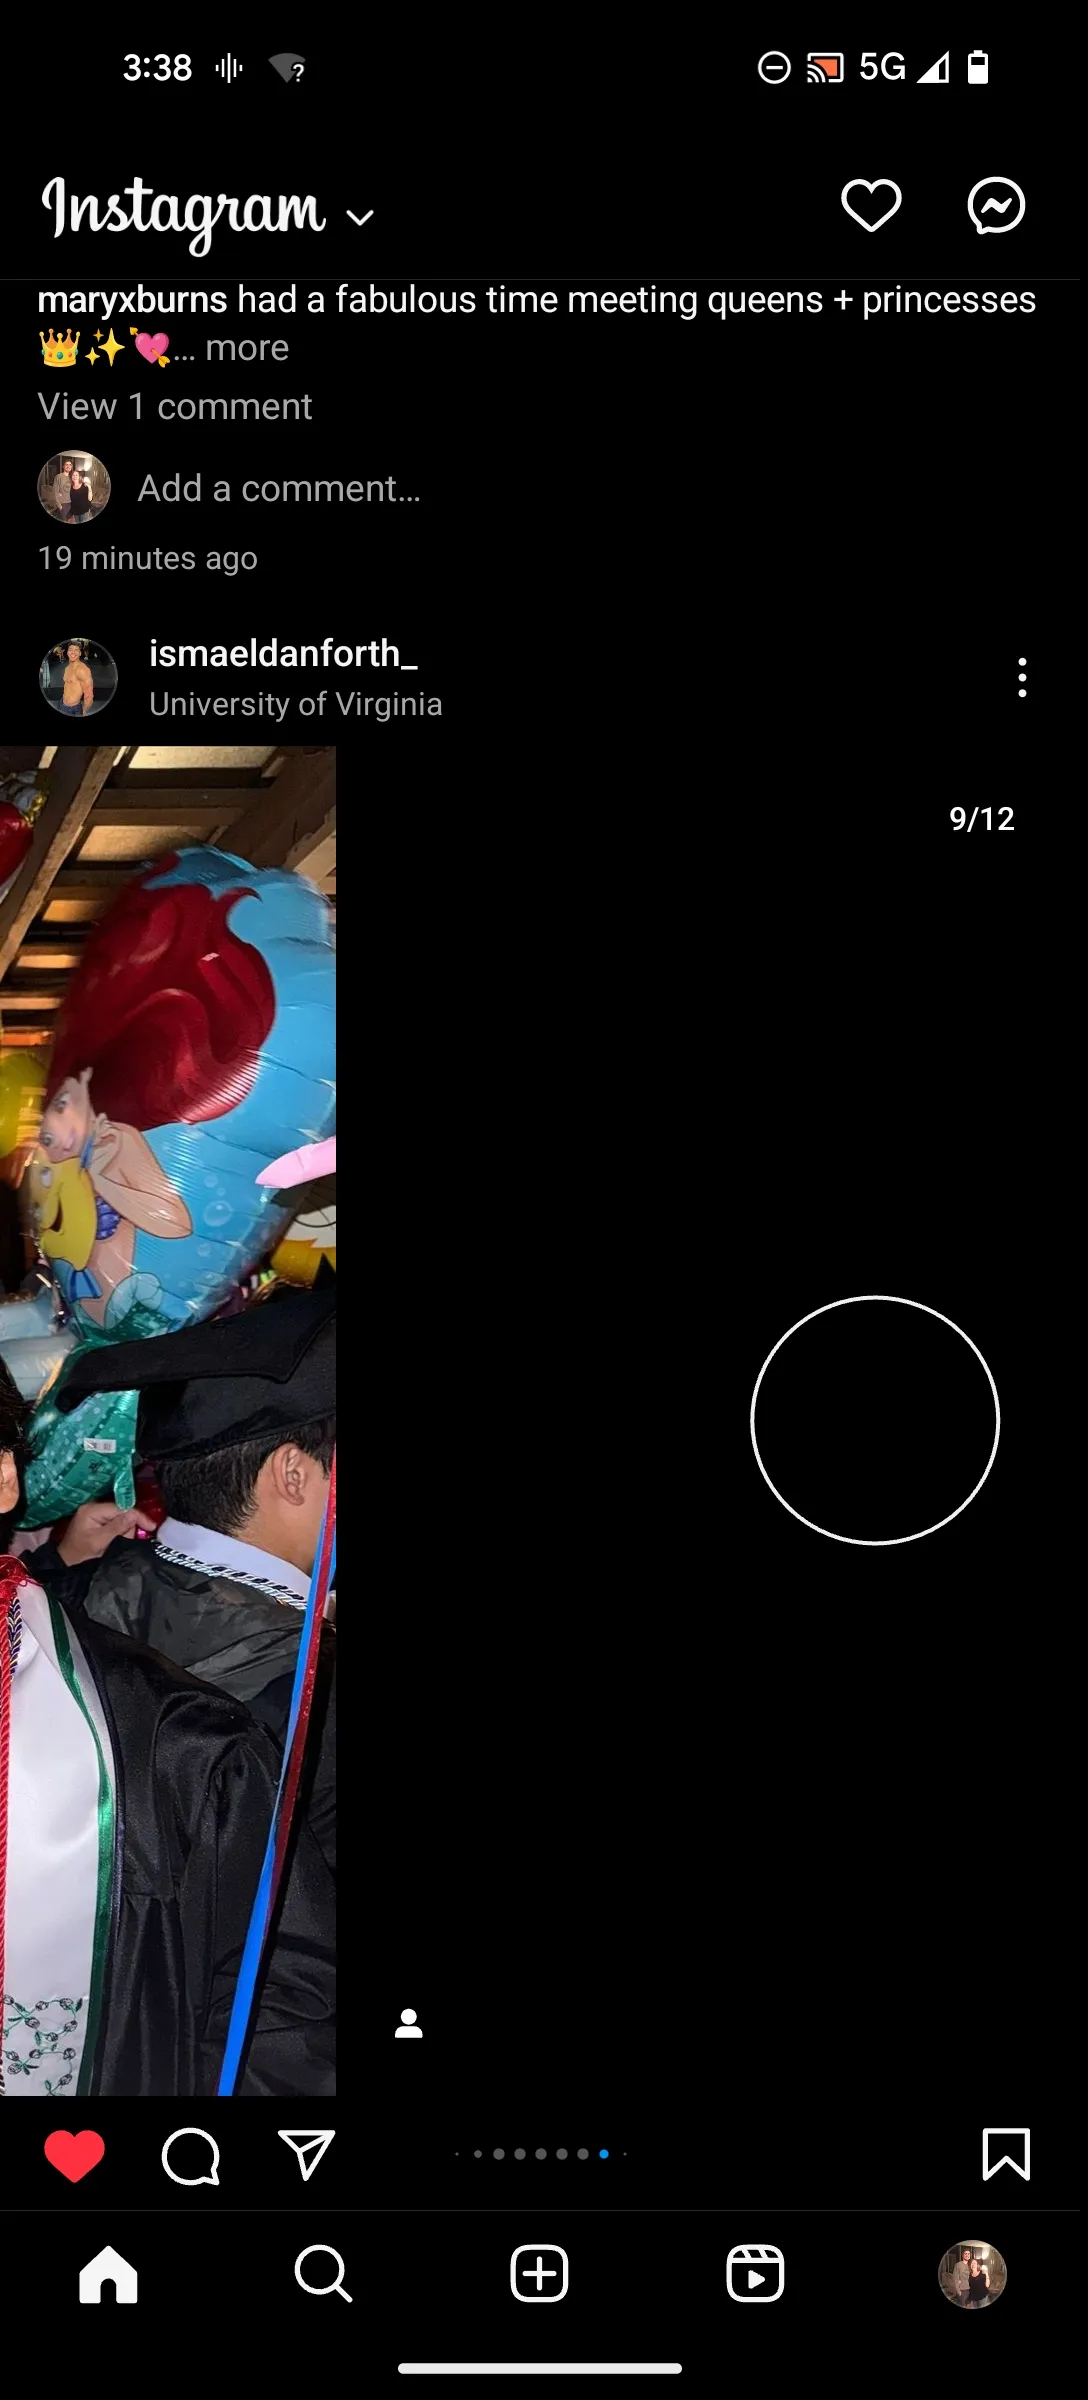 3:38
5G
Instagram
maryxburns had a fabulous time meeting queens + princesses
👑✨💘... more
View 1 comment
Add a comment...
19 minutes ago
ismaeldanforth_
University of Virginia
9/12